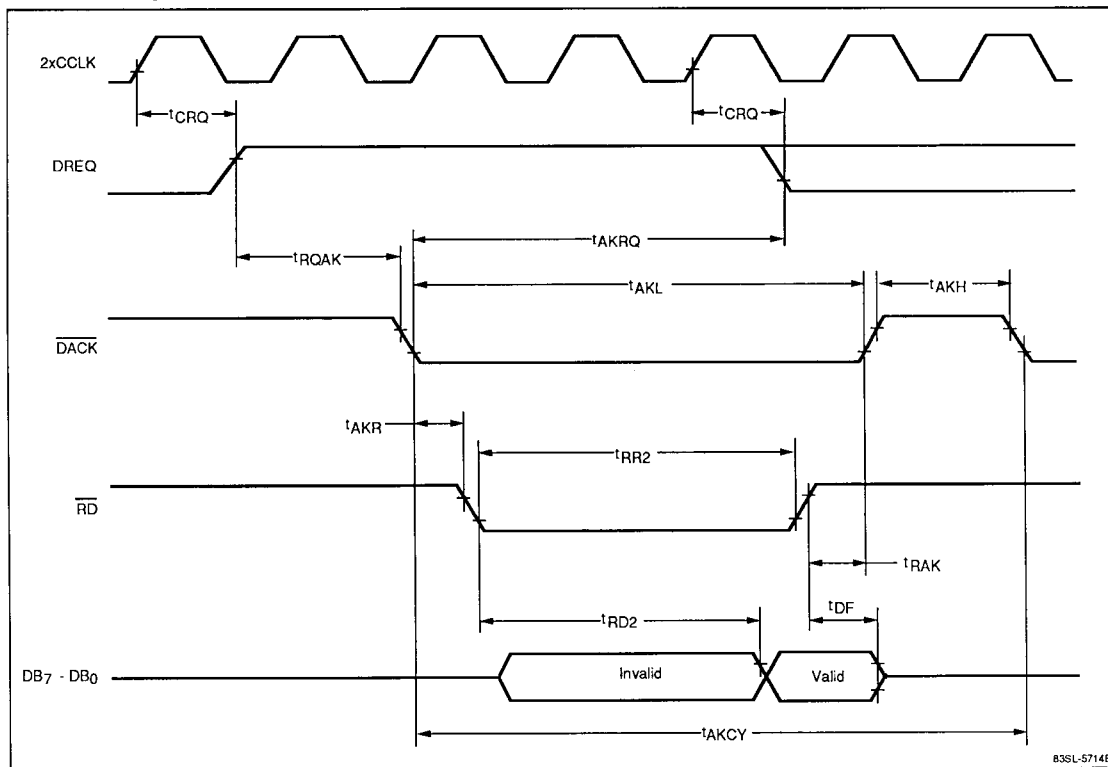 2xCCLK
tCRQ
tCRQ
DREQ
tAKRQ
tRQAK
tAKL
tAKH
DACK
tAKR
tRR2
RD
tRAK
tDF
tRD2
DB7 - DB0
Invalid
Valid
tAKCY
83SL-5714B